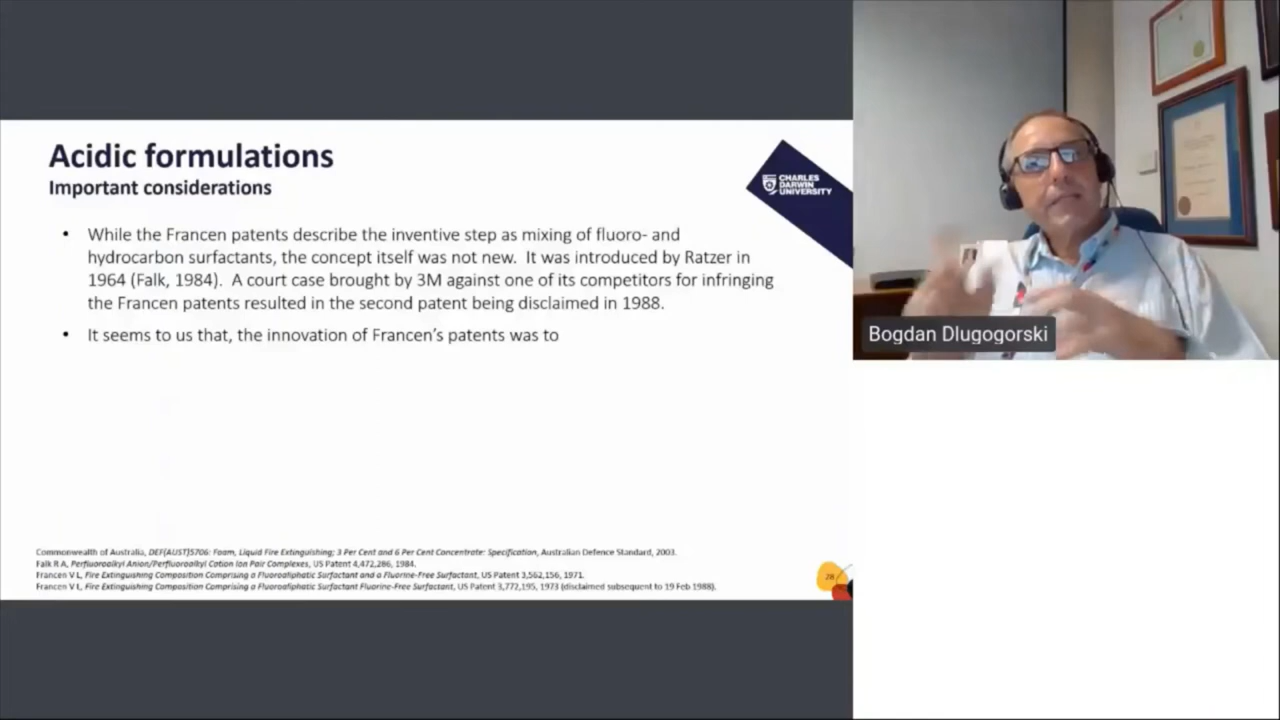 Acidic formulations
Important considerations
CHARLES
DARWIN
UNIVERSITY
• While the Francen patents describe the inventive step as mixing of fluoro- and
hydrocarbon surfactants, the concept itself was not new. It was introduced by Ratzer in
1964 (Falk, 1984). A court case brought by 3M against one of its competitors for infringing
the Francen patents resulted in the second patent being disclaimed in 1988.
• It seems to us that, the innovation of Francen's patents was to
Commonwealth of Australia, DEF(AUST)5706: Foam, Liquid Fire Extinguishing; 3 Per Cent and 6 Per Cent Concentrate: Specification, Australian Defence Standard, 2003.
Falk R A, Perfluoroalkyl Anion/Perfluoroalkyl Cation Ion Pair Complexes, US Patent 4,472,286, 1984.
Francen V L, Fire Extinguishing Composition Comprising a Fluoroaliphatic Surfactant and a Fluorine-Free Surfactant, US Patent 3,562,156, 1971.
Francen V L, Fire Extinguishing Composition Comprising a Fluoroaliphatic Surfactant Fluorine-Free Surfactant, US Patent 3,772,195, 1973 (disclaimed subsequent to 19 Feb 1988).
28
Bogdan Dlugogorski